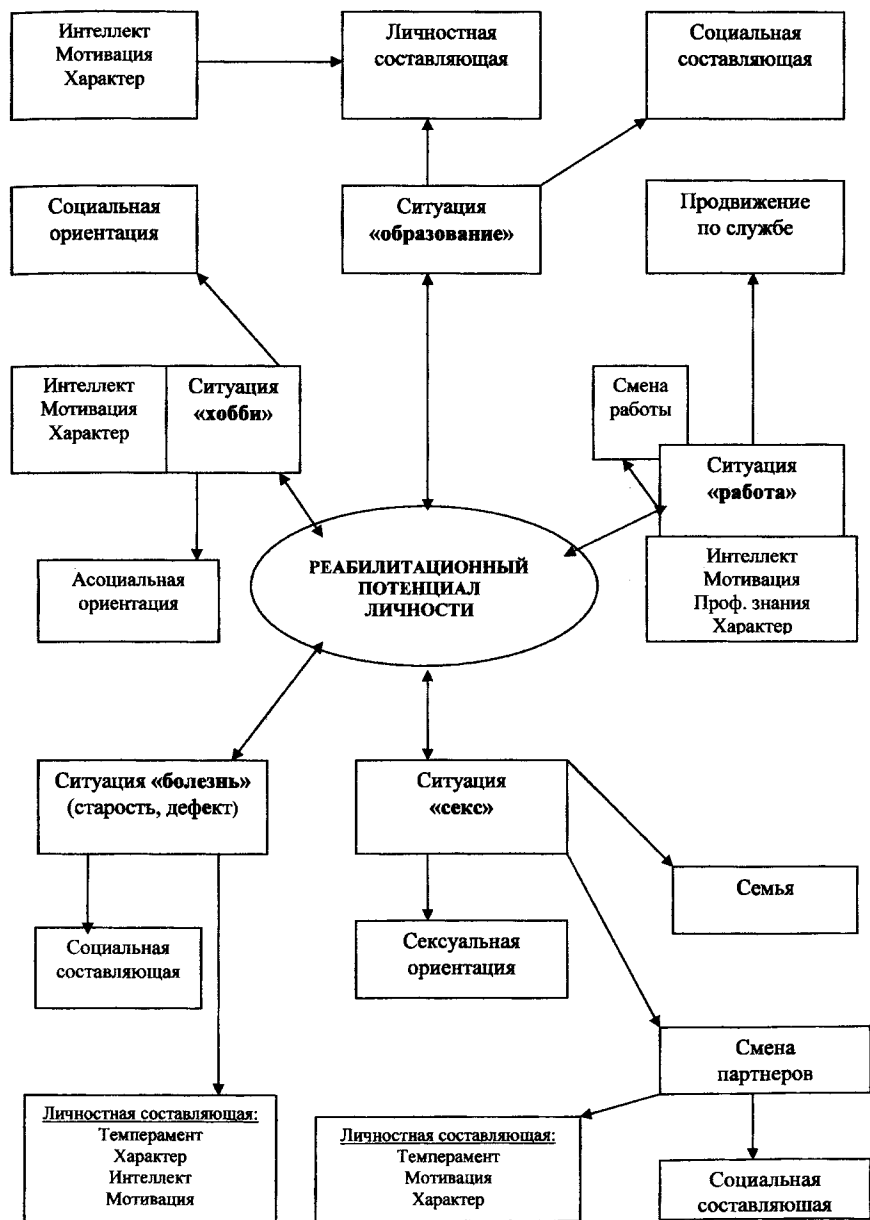 Интеллект
Мотивация
Характер
Личностная
составляющая
Социальная
составляющая
Социальная
ориентация
Ситуация
«образование»
Продвижение
по службе
Интеллект
Мотивация
Характер
Ситуация
«хобби»
Смена
работы
Ситуация
«работа»
Интеллект
Мотивация
Проф. знания
Характер
Асоциальная
ориентация
РЕАБИЛИТАЦИОННЫЙ
ПОТЕНЦИАЛ
ЛИЧНОСТИ
Ситуация «болезнь»
(старость, дефект)
Ситуация
«секс»
Семья
Социальная
составляющая
Сексуальная
ориентация
Смена
партнеров
Личностная составляющая:
Темперамент
Характер
Интеллект
Мотивация
Личностная составляющая:
Темперамент
Мотивация
Характер
Социальная
составляющая